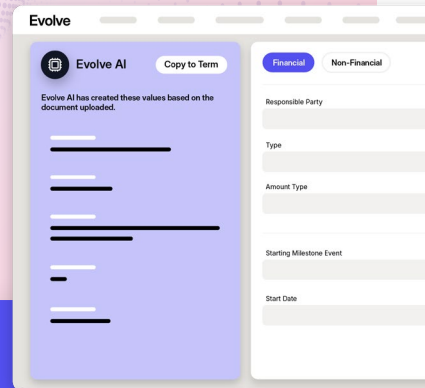 Evolve
Evolve AI
Copy to Term
Evolve AI has created these values based on the
document uploaded.
Financial
Non-Financial
Responsible Party
Type
Amount Type
Starting Milestone Event
Start Date